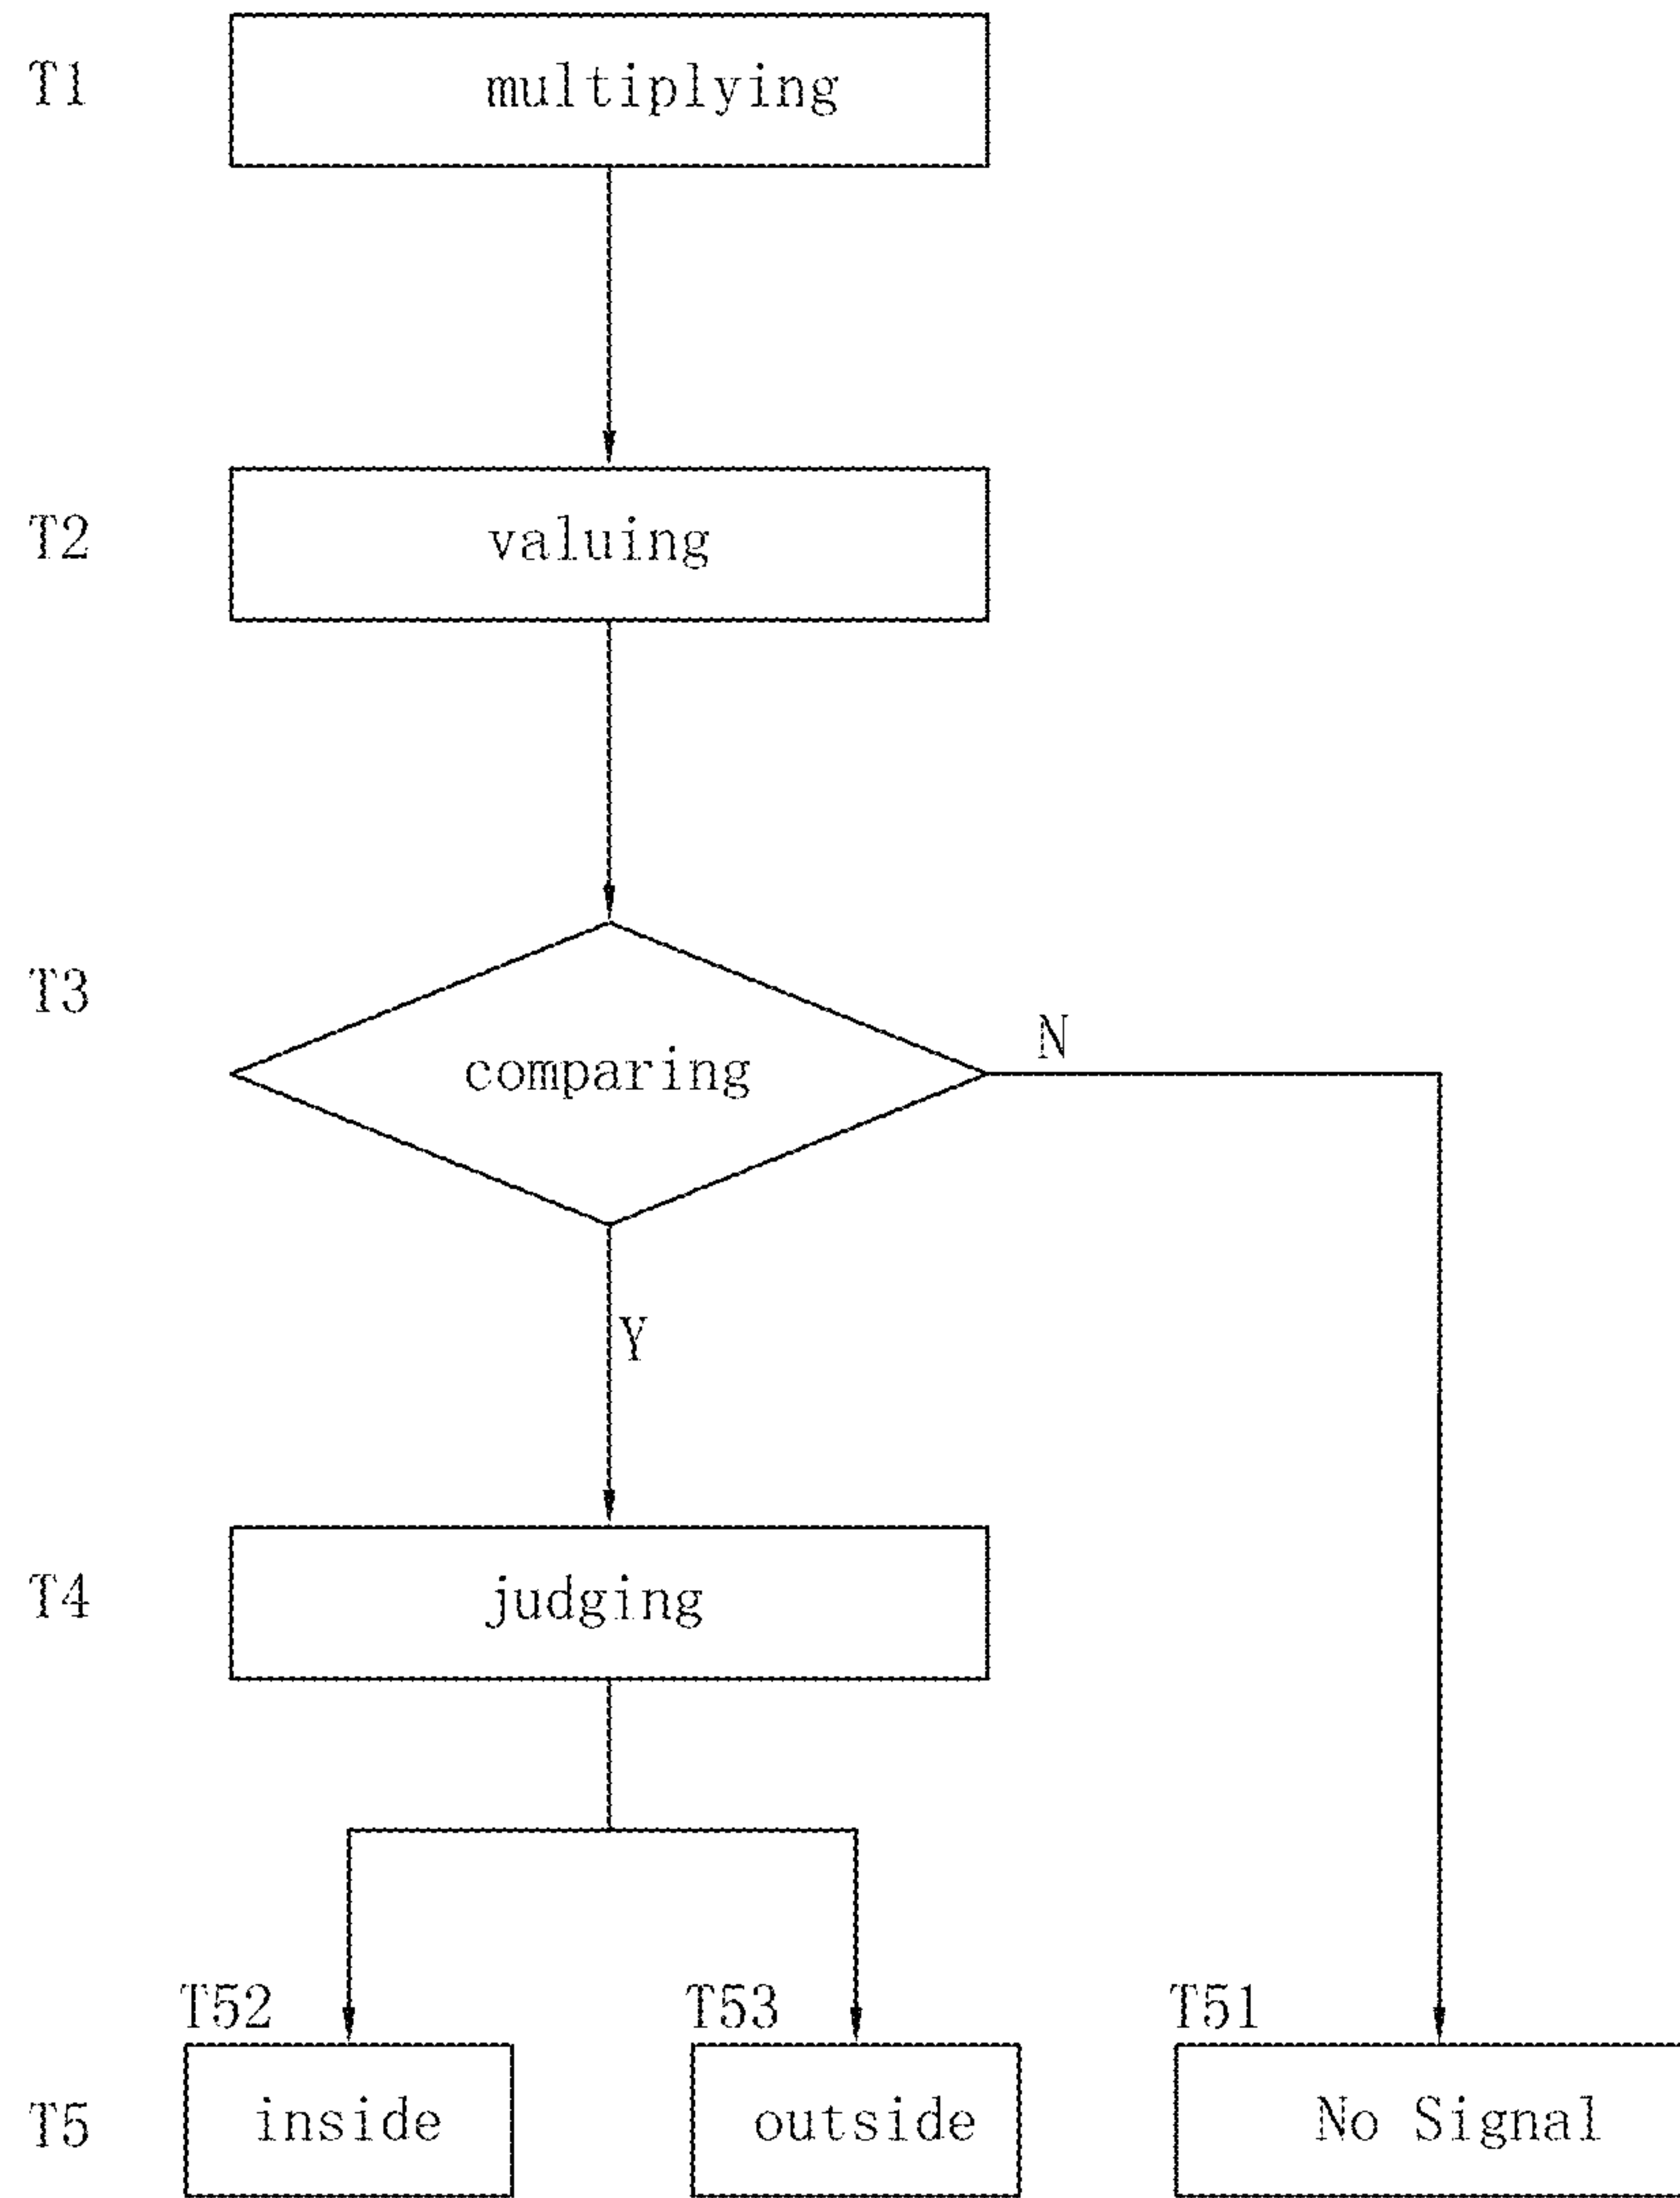 T1 multiplying
T2 valuing
T3
N
comparing
Y
T4 judging
T52 T53 T51
T5 inside outside No Signal